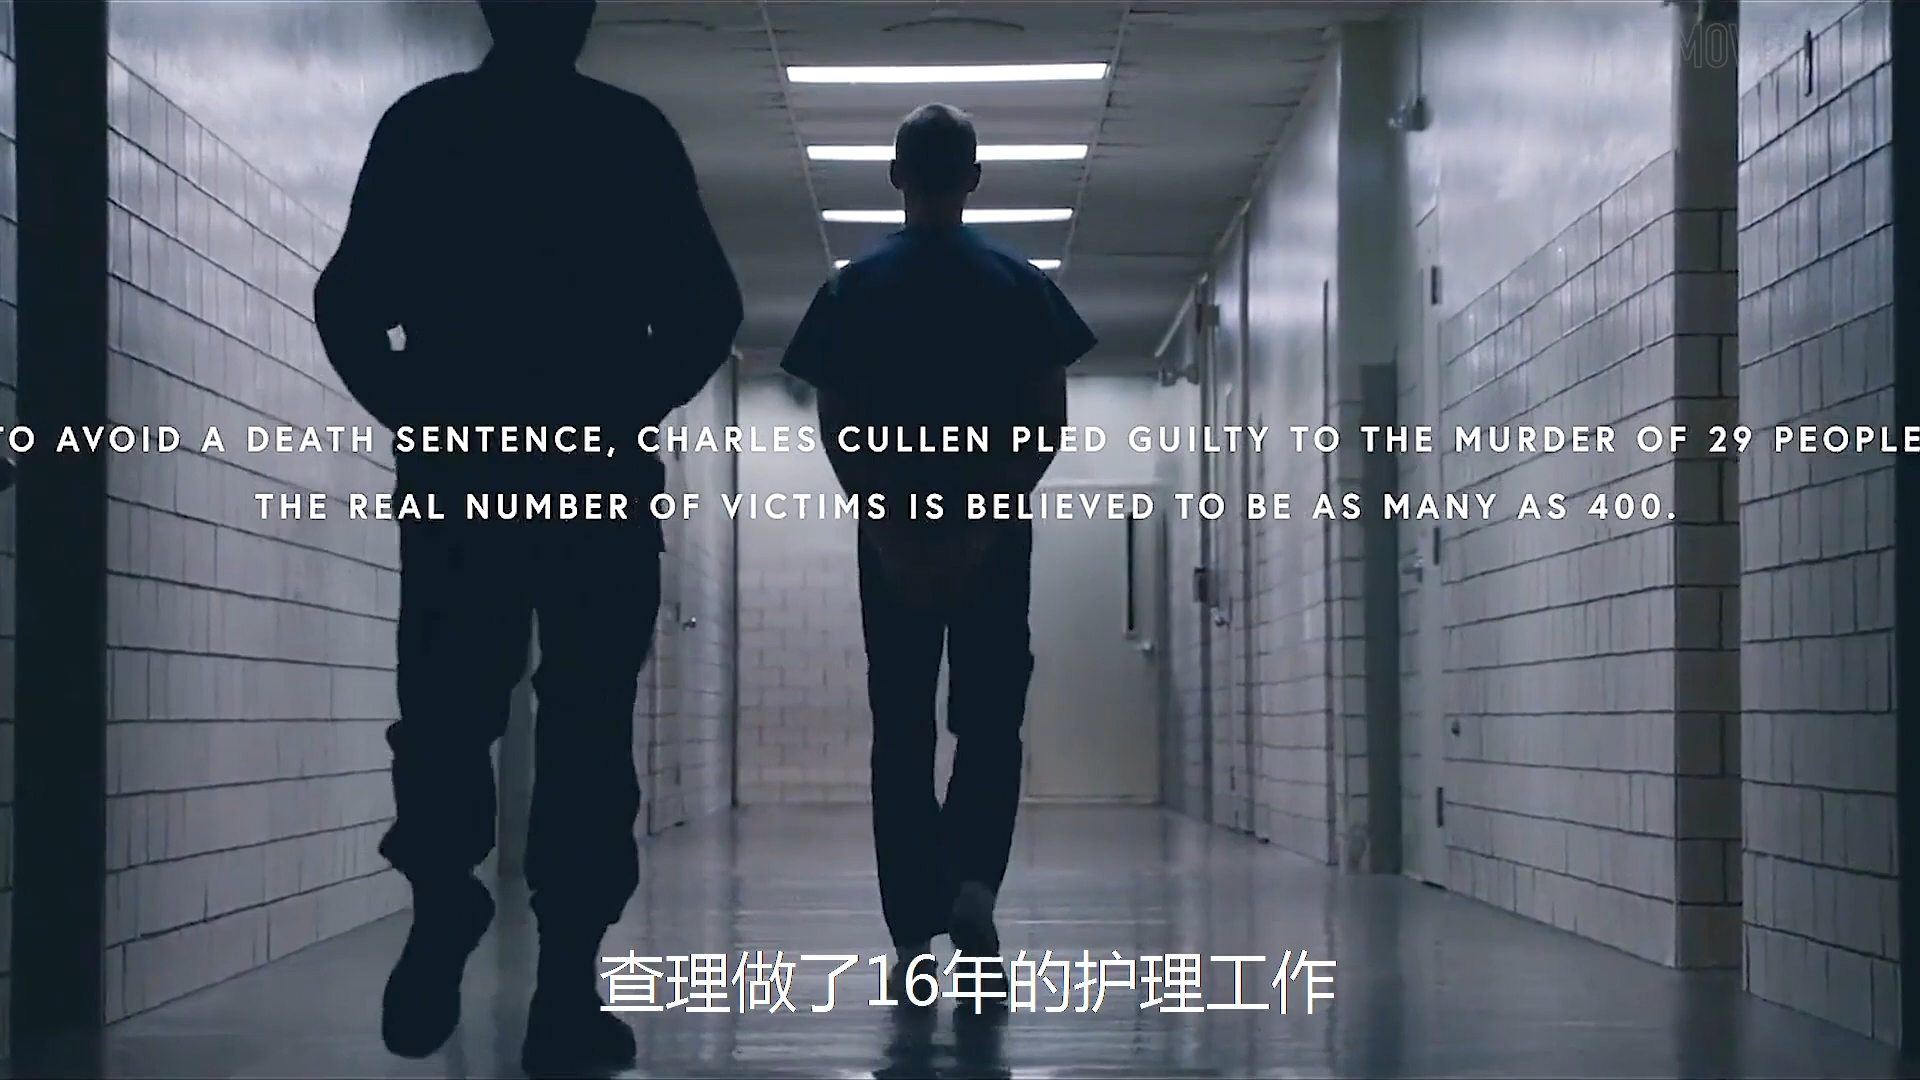 MOV
TO AVOID A DEATH SENTENCE, CHARLES CULLEN PLED GUILTY TO THE MURDER OF 29 PEOPLE
THE REAL NUMBER OF VICTIMS IS BELIEVED TO BE AS MANY AS 400.
查理做了16年的护理工作